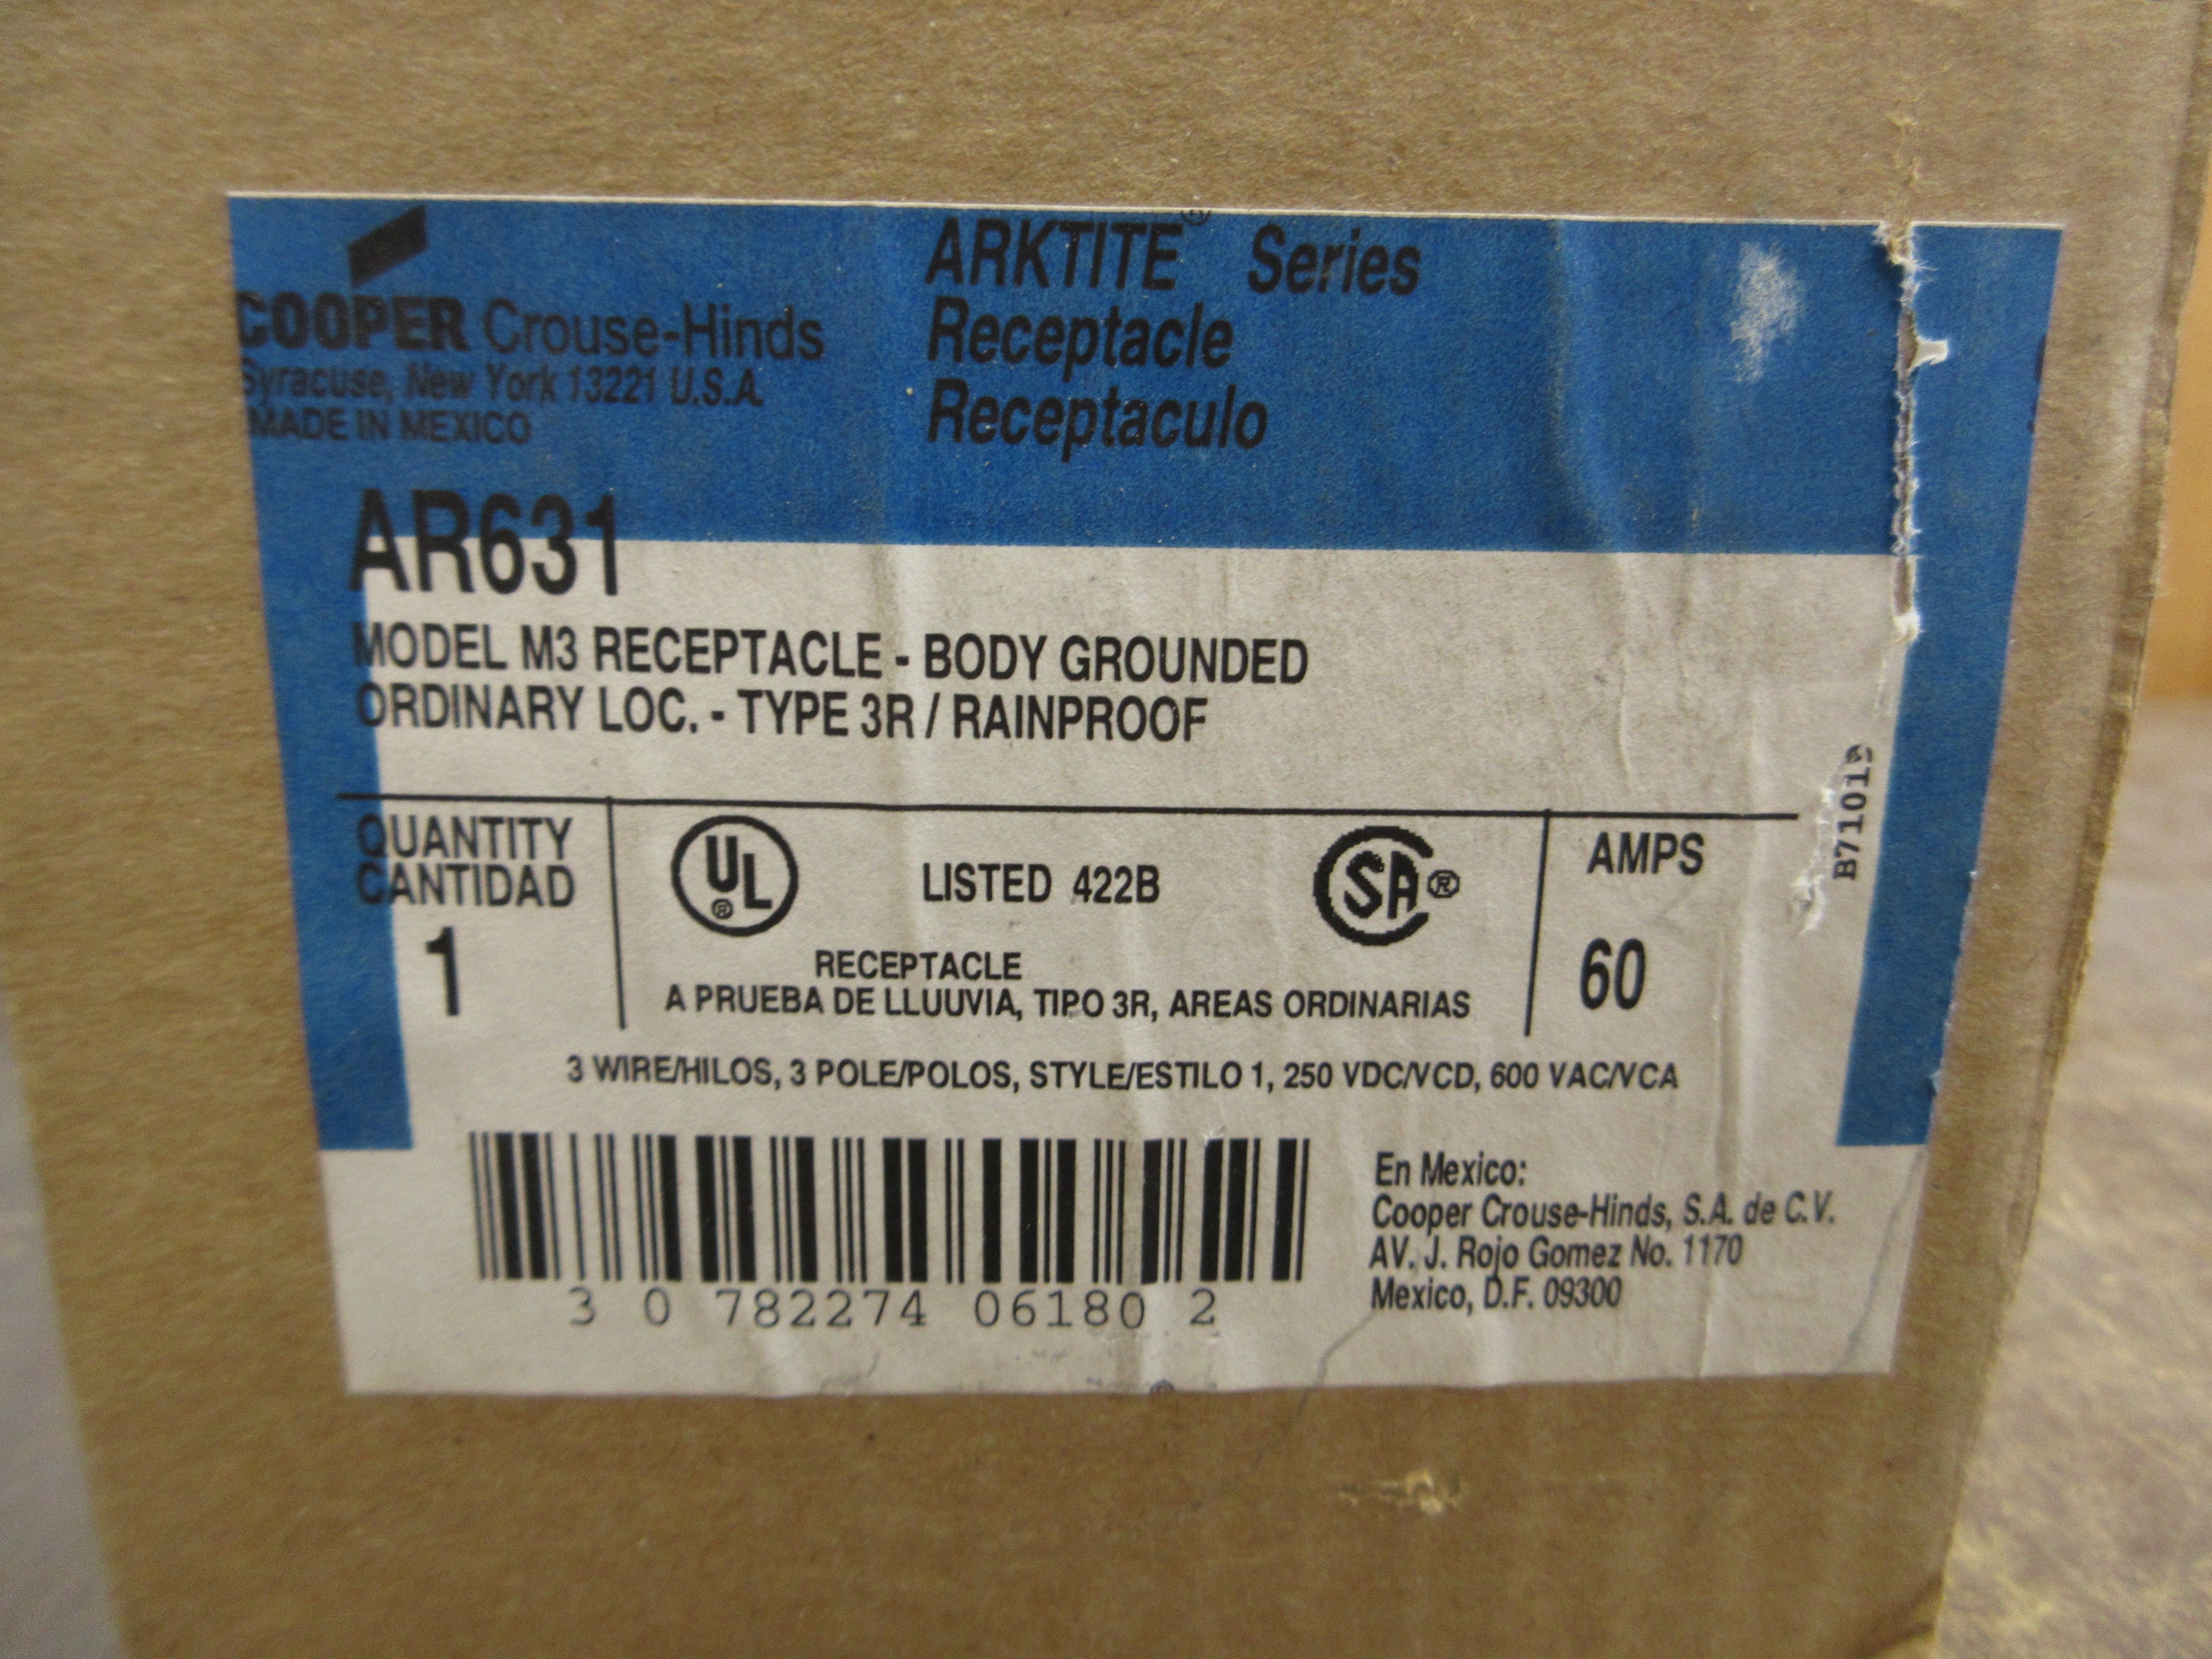 COOPER Crouse-Hinds
Syracuse, New York 13221 U.S.A.
MADE IN MEXICO
ARKTITE® Series
Receptacle
Receptaculo
AR631
MODEL M3 RECEPTACLE - BODY GROUNDED
ORDINARY LOC. - TYPE 3R / RAINPROOF
QUANTITY
CANTIDAD
1
UL®
LISTED 422B
SA®
RECEPTACLE
A PRUEBA DE LLUUVIA, TIPO 3R, AREAS ORDINARIAS
AMPS
60
3 WIRE/HILOS, 3 POLE/POLOS, STYLE/ESTILO 1, 250 VDC/VCD, 600 VAC/VCA
3 0 782274 06180 2
En Mexico:
Cooper Crouse-Hinds, S.A. de C.V.
AV. J. Rojo Gomez No. 1170
Mexico, D.F. 09300